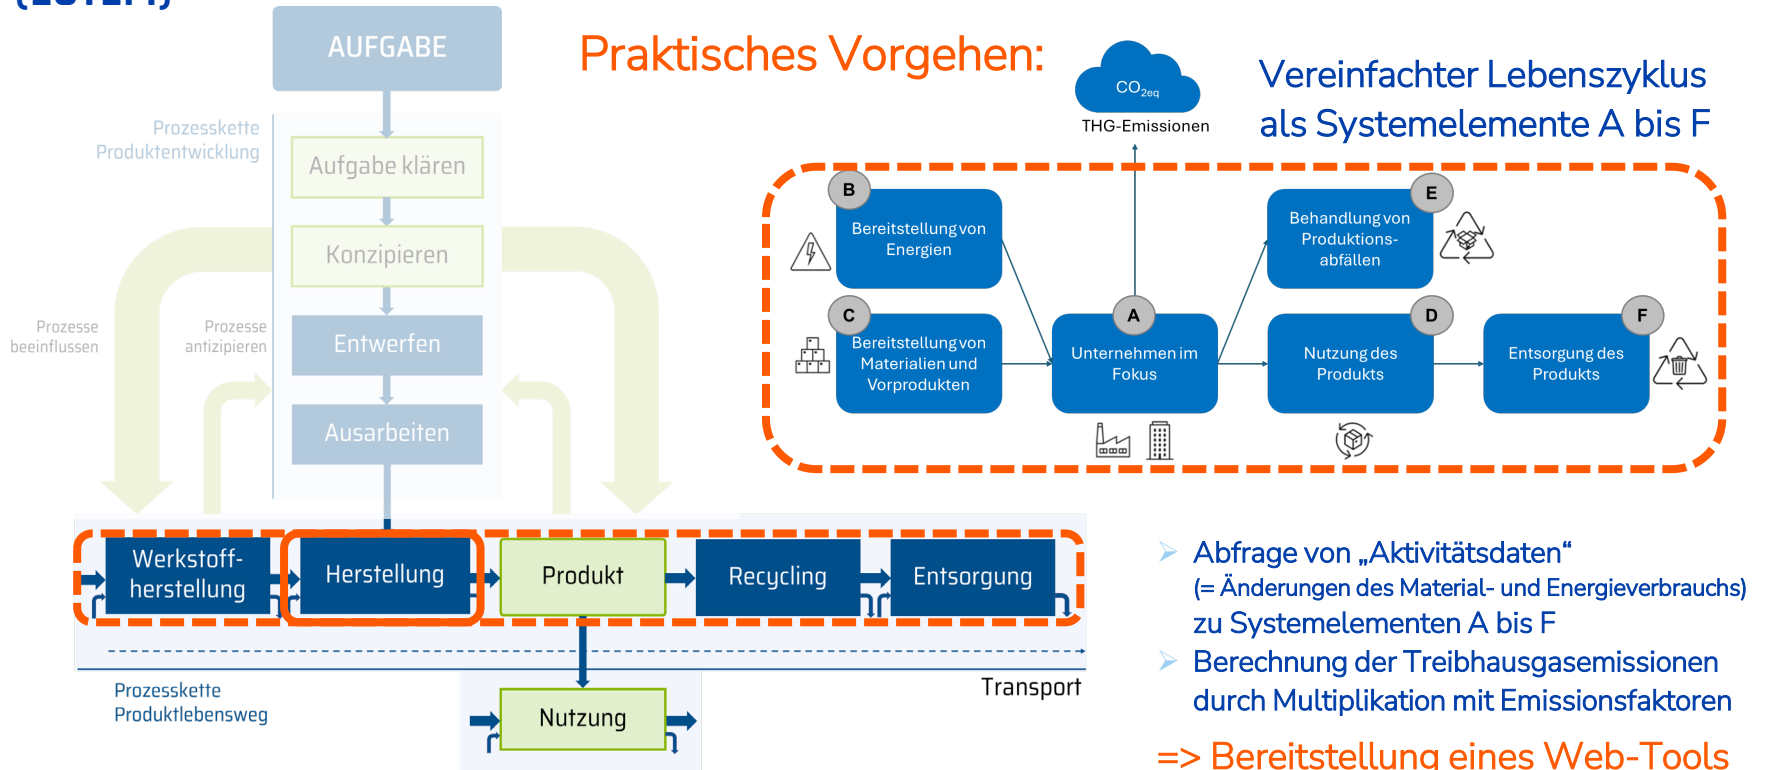 AUFGABE
Prozesskette
Produktentwicklung
Aufgabe klären
Konzipieren
Prozesse
beeinflussen
Prozesse
antizipieren
Entwerfen
Ausarbeiten
Werkstoff-
herstellung
Herstellung
Produkt
Recycling
Entsorgung
Prozesskette
Produktlebensweg
Transport
Nutzung
Praktisches Vorgehen:
CO2eq
THG-Emissionen
Vereinfachter Lebenszyklus
als Systemelemente A bis F
B
Bereitstellung von
Energien
C
Bereitstellung von
Materialien und
Vorprodukten
A
Unternehmen im
Fokus
E
Behandlung von
Produktions-
abfällen
D
Nutzung des
Produkts
F
Entsorgung des
Produkts
Abfrage von „Aktivitätsdaten“
(= Änderungen des Material- und Energieverbrauchs)
zu Systemelementen A bis F
Berechnung der Treibhausgasemissionen
durch Multiplikation mit Emissionsfaktoren
=> Bereitstellung eines Web-Tools